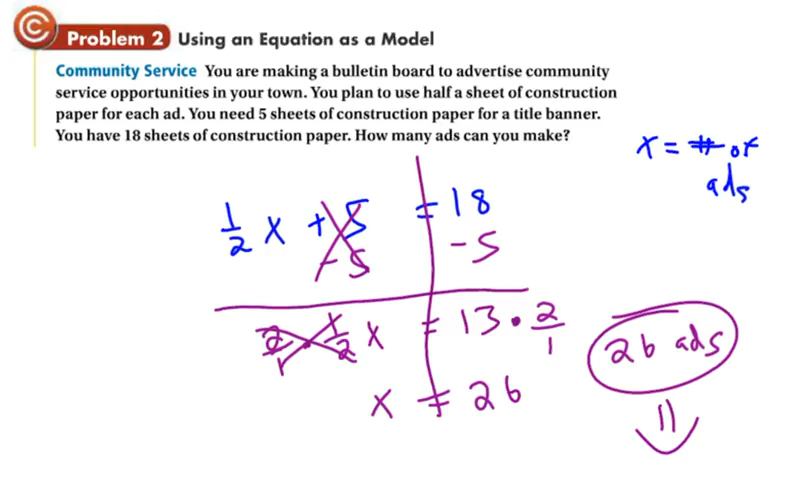 © Problem 2 Using an Equation as a Model
Community Service You are making a bulletin board to advertise community
service opportunities in your town. You plan to use half a sheet of construction
paper for each ad. You need 5 sheets of construction paper for a title banner.
You have 18 sheets of construction paper. How many ads can you make?
x = # of
ads
1/2 x + 5 = 18
-5 -5
2/1 · 1/2 x = 13 · 2/1
x = 26
26 ads